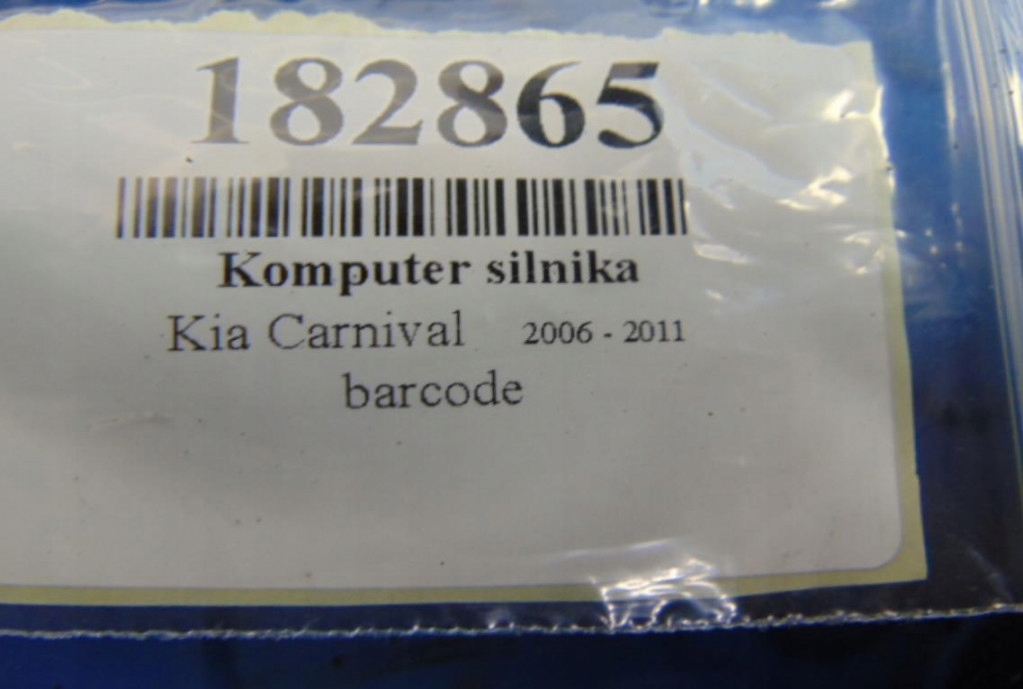 182865
Komputer silnika
Kia Carnival 2006 - 2011
barcode